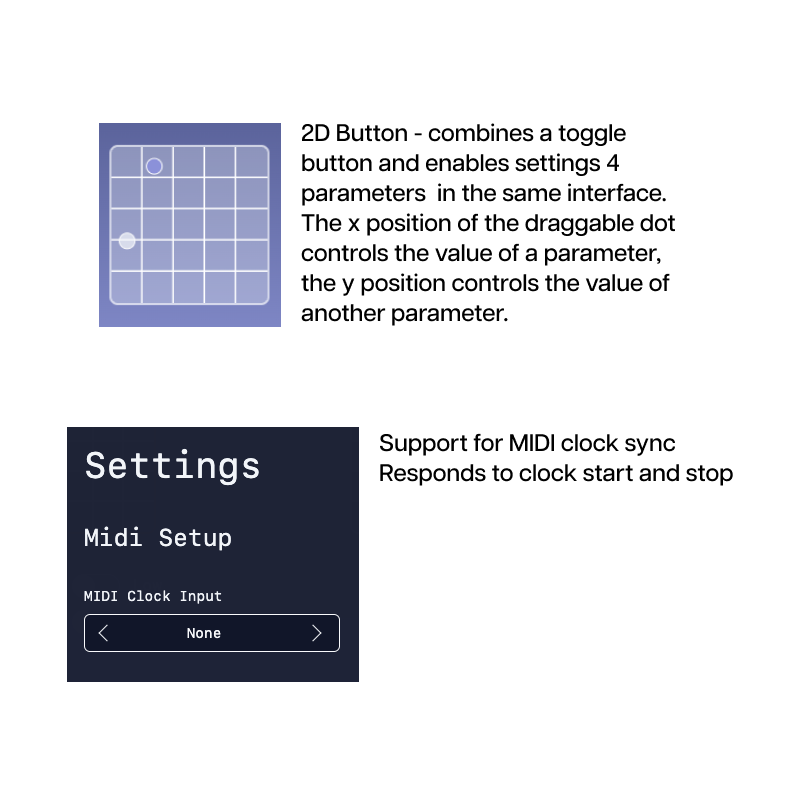 2D Button - combines a toggle
button and enables settings 4
parameters  in the same interface.
The x position of the draggable dot
controls the value of a parameter,
the y position controls the value of
another parameter.
Settings
Midi Setup
MIDI Clock Input
None
Support for MIDI clock sync
Responds to clock start and stop